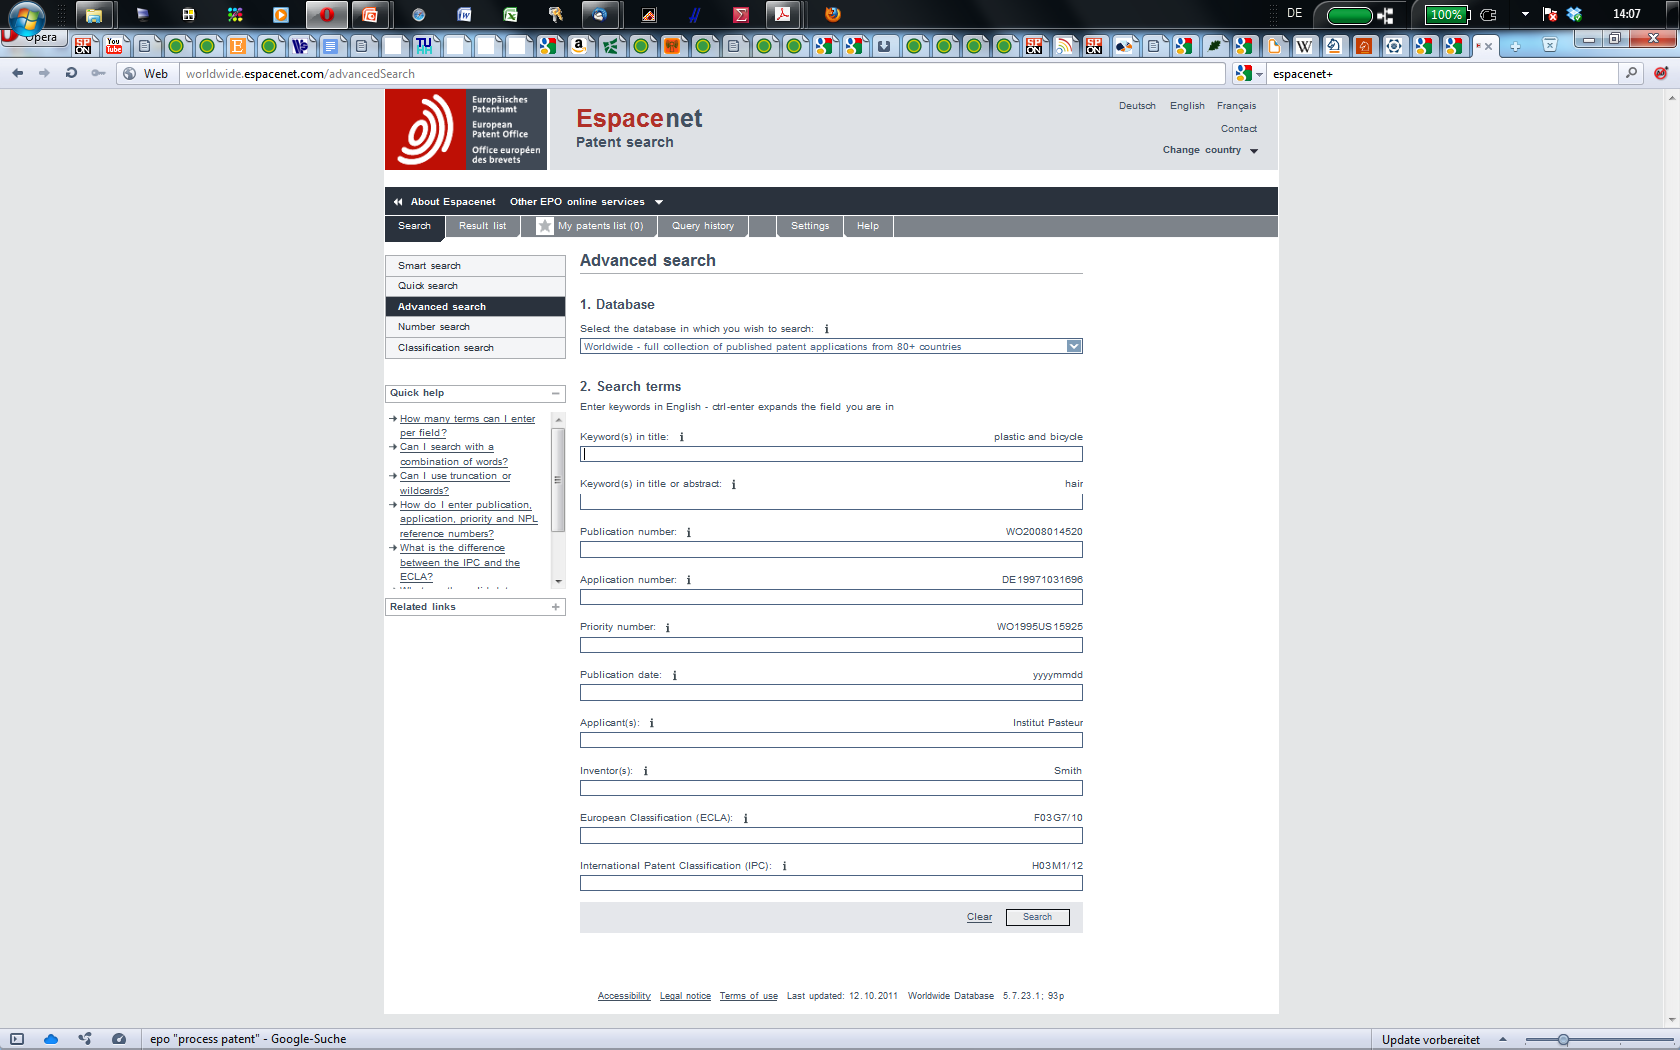 DE
100%
14:07
Opera
Web
worldwide.espacenet.com/advancedSearch
espacenet+
Europäisches
Patentamt
European
Patent Office
Office européen
des brevets
Espacenet
Patent search
Deutsch English Français
Contact
Change country
About Espacenet Other EPO online services
Search Result list My patents list (0) Query history Settings Help
Smart search
Quick search
Advanced search
Number search
Classification search
Quick help
How many terms can I enter
per field?
Can I search with a
combination of words?
Can I use truncation or
wildcards?
How do I enter publication,
application, priority and NPL
reference numbers?
What is the difference
between the IPC and the
ECLA?
Related links
Advanced search
1. Database
Select the database in which you wish to search:
Worldwide - full collection of published patent applications from 80+ countries
2. Search terms
Enter keywords in English - ctrl-enter expands the field you are in
Keyword(s) in title: plastic and bicycle
Keyword(s) in title or abstract: hair
Publication number: WO2008014520
Application number: DE19971031696
Priority number: WO1995US15925
Publication date: yyyymmdd
Applicant(s): Institut Pasteur
Inventor(s): Smith
European Classification (ECLA): F03G7/10
International Patent Classification (IPC): H03M1/12
Clear Search
Accessibility Legal notice Terms of use Last updated: 12.10.2011 Worldwide Database 5.7.23.1; 93p
epo "process patent" - Google-Suche
Update vorbereitet